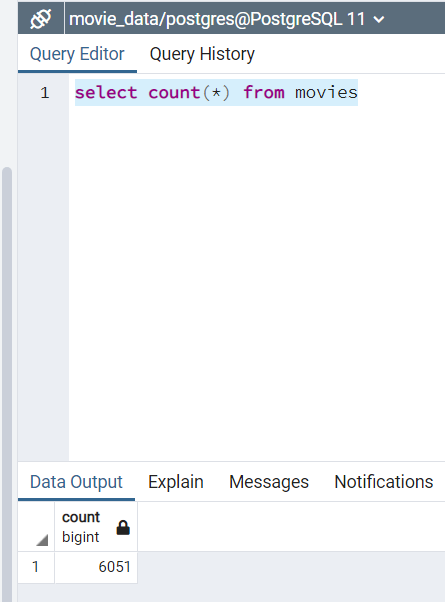 movie_data/postgres@PostgreSQL 11
Query Editor Query History
1 select count(*) from movies
Data Output Explain Messages Notifications
count
bigint
1 6051